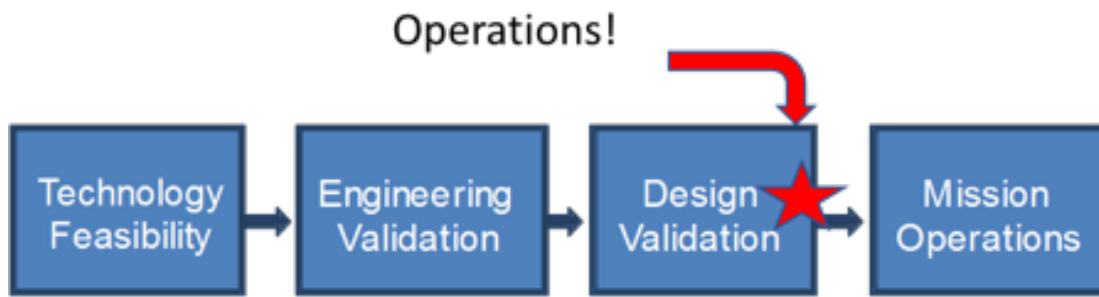 Operations!
Technology
Feasibility
Engineering
Validation
Design
Validation
Mission
Operations